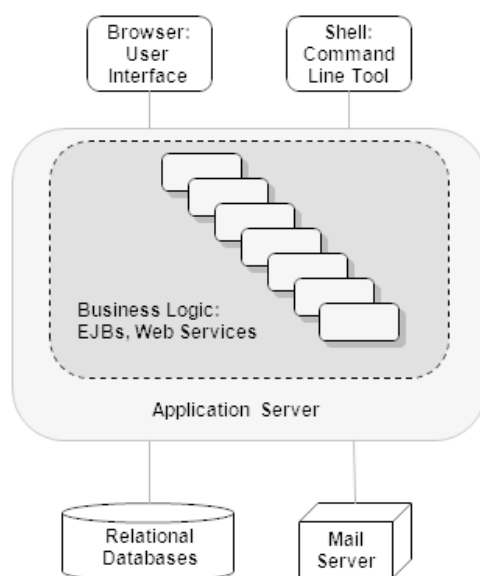 Browser:
User
Interface
Shell:
Command
Line Tool
Business Logic:
EJBs, Web Services
Application Server
Relational
Databases
Mail
Server